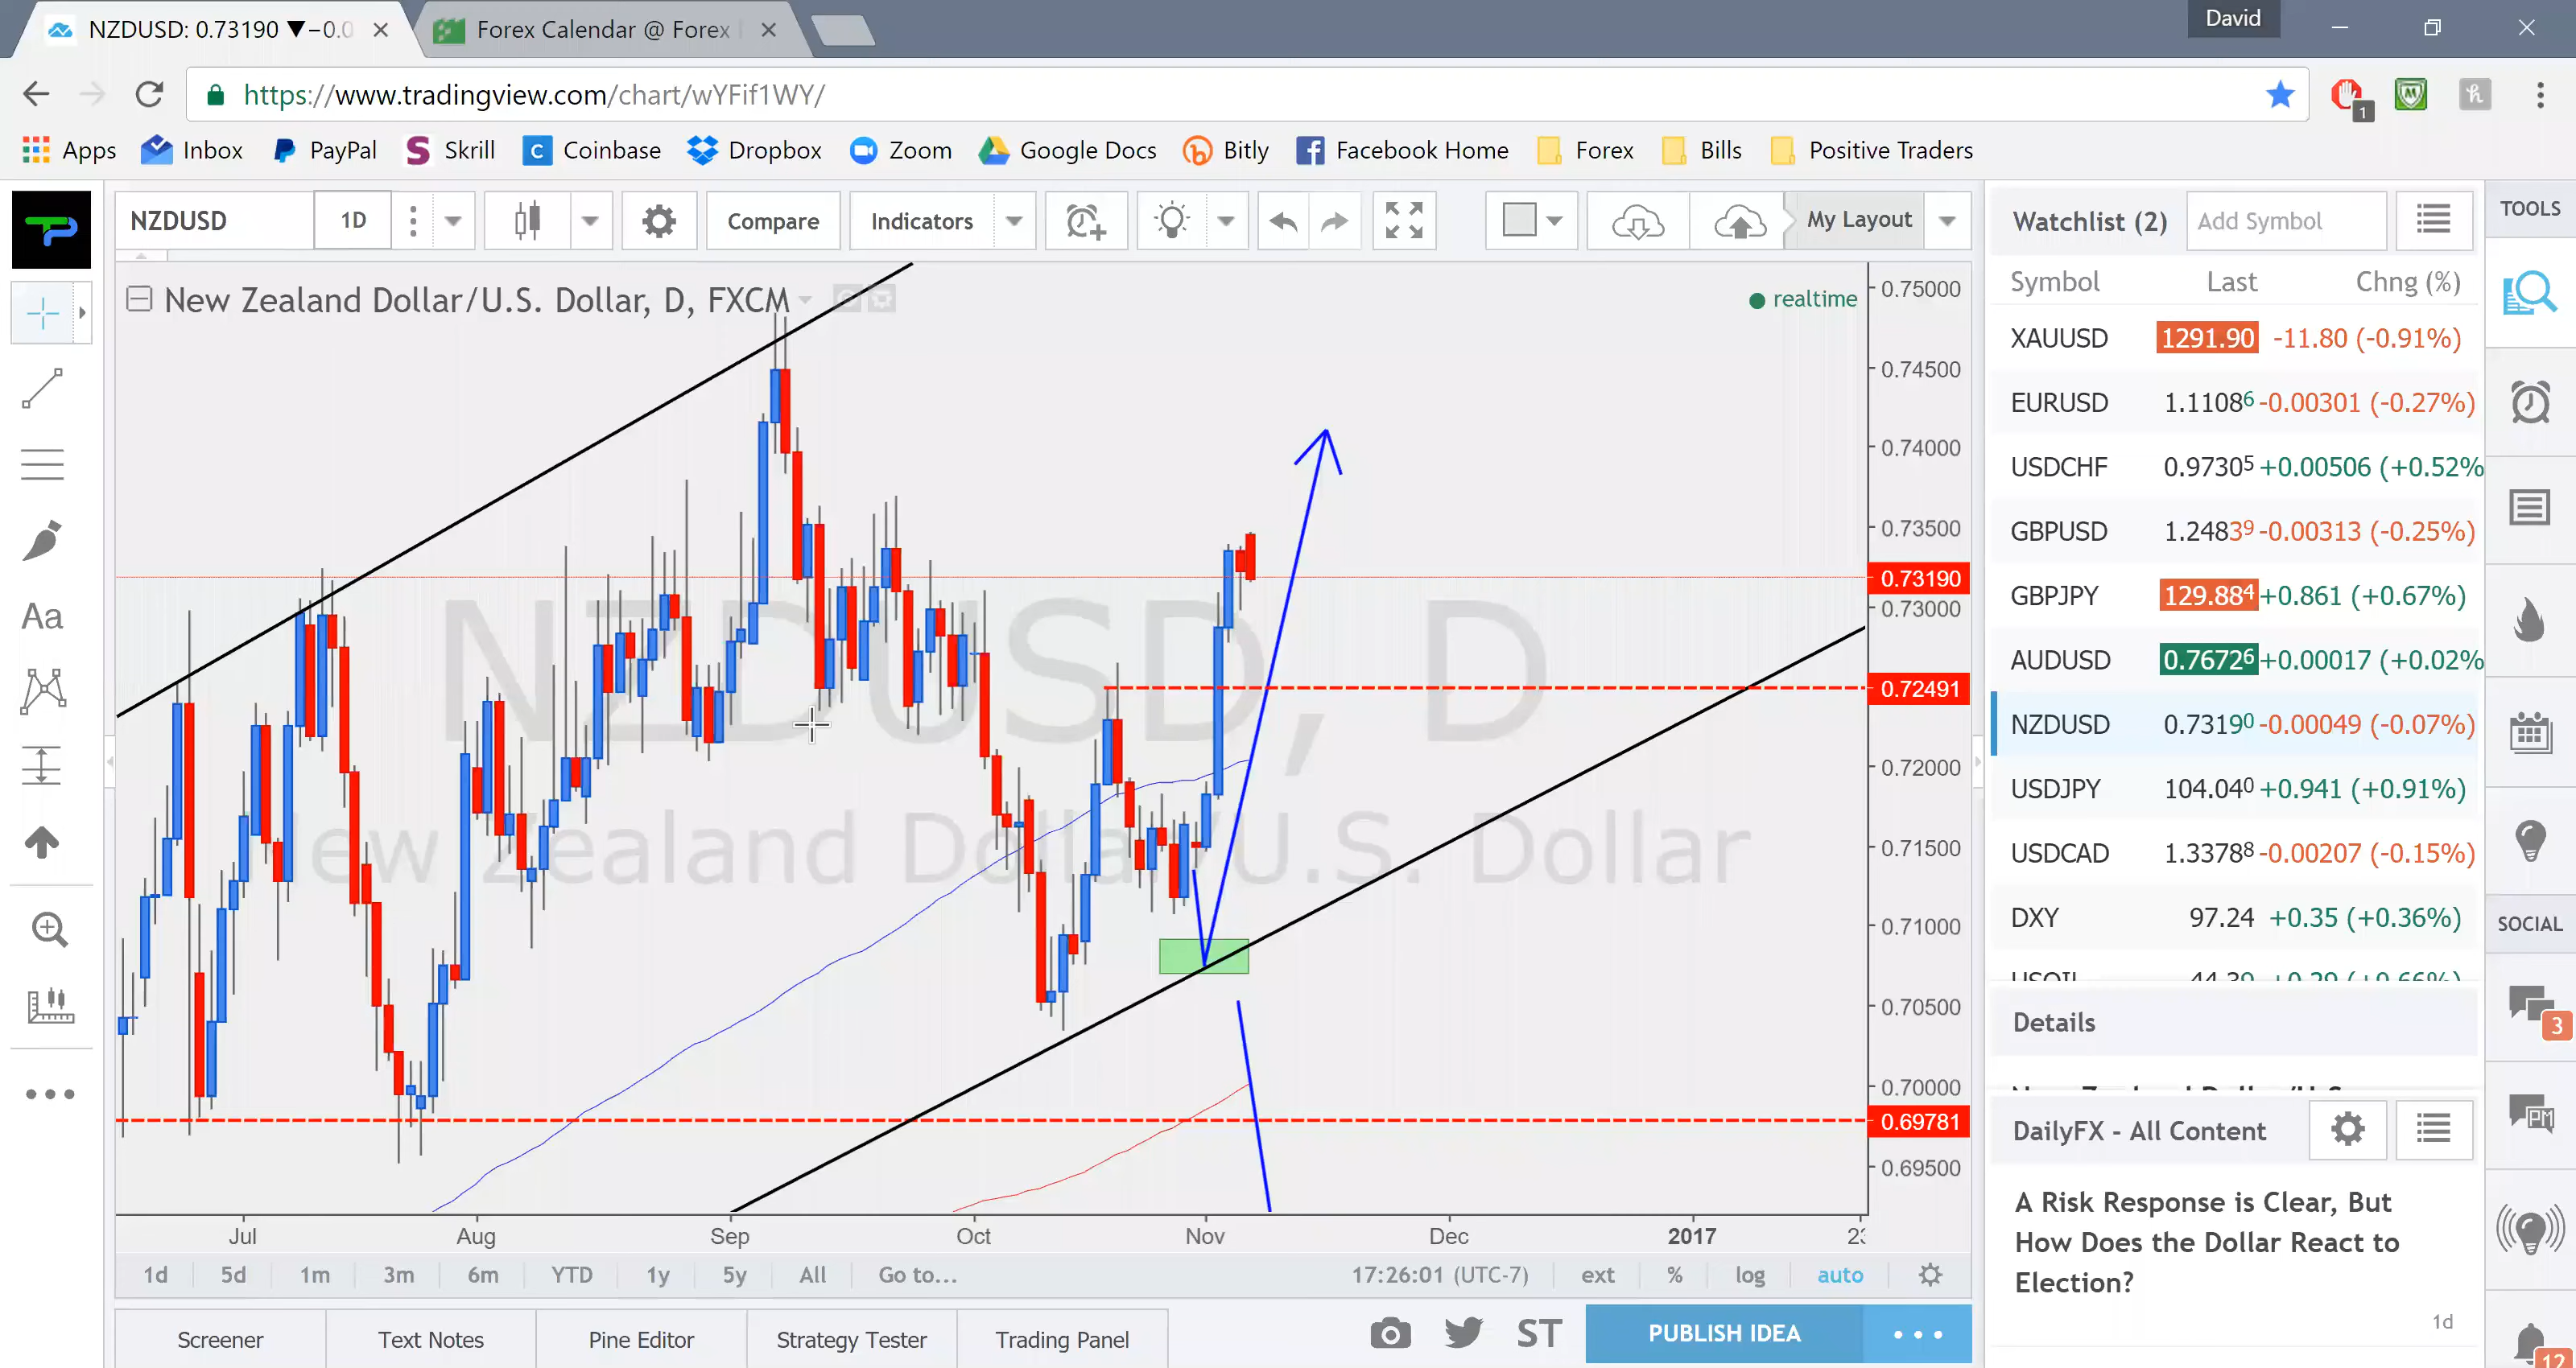 David
NZDUSD: 0.73190 ▼−0.0
Forex Calendar @ Forex
https://www.tradingview.com/chart/wYFif1WY/
1
Apps Inbox PayPal Skrill Coinbase Dropbox Zoom Google Docs Bitly Facebook Home Forex Bills Positive Traders
NZDUSD 1D Compare Indicators My Layout
Watchlist (2) Add Symbol
TOOLS
Symbol Last Chng (%)
New Zealand Dollar/U.S. Dollar, D, FXCM
realtime
XAUUSD 1291.90 -11.80 (-0.91%)
EURUSD 1.11086 -0.00301 (-0.27%)
USDCHF 0.97305 +0.00506 (+0.52%
GBPUSD 1.24839 -0.00313 (-0.25%)
GBPJPY 129.884 +0.861 (+0.67%)
AUDUSD 0.76726 +0.00017 (+0.02%
NZDUSD 0.73190 -0.00049 (-0.07%)
USDJPY 104.040 +0.941 (+0.91%)
USDCAD 1.33788 -0.00207 (-0.15%)
DXY 97.24 +0.35 (+0.36%)
SOCIAL
3
Details
DailyFX - All Content
A Risk Response is Clear, But
How Does the Dollar React to
Election?
1d
12
Aa
NZDUSD, D
New Zealand Dollar/U.S. Dollar
0.75000
0.74500
0.74000
0.73500
0.73190
0.73000
0.72491
0.72000
0.71500
0.71000
0.70500
0.70000
0.69781
0.69500
Jul Aug Sep Oct Nov Dec 2017
1d 5d 1m 3m 6m YTD 1y 5y All Go to... 17:26:01 (UTC-7) ext % log auto
Screener Text Notes Pine Editor Strategy Tester Trading Panel ST PUBLISH IDEA